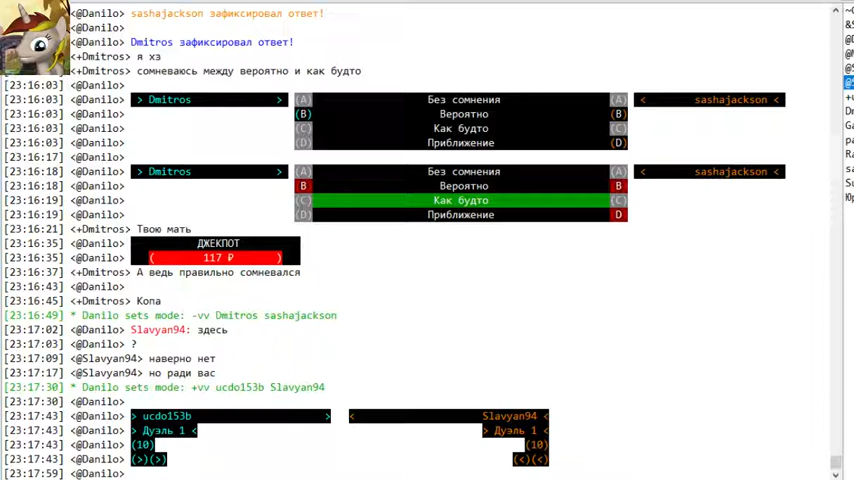 <@Danilo> sashajackson зафиксировал ответ!
<@Danilo>
<@Danilo> Dmitros зафиксировал ответ!
<+Dmitros> я хз
<+Dmitros> сомневаюсь между вероятно и как будто
[23:16:03] <@Danilo>
[23:16:03] <@Danilo> > Dmitros > (A) Без сомнения (A) < sashajackson <
[23:16:03] <@Danilo> (B) Вероятно (B)
[23:16:03] <@Danilo> (C) Как будто (C)
[23:16:03] <@Danilo> (D) Приближение (D)
[23:16:17] <@Danilo>
[23:16:18] <@Danilo> > Dmitros > (A) Без сомнения (A) < sashajackson <
[23:16:18] <@Danilo> B Вероятно B
[23:16:19] <@Danilo> (C) Как будто (C)
[23:16:19] <@Danilo> (D) Приближение D
[23:16:21] <+Dmitros> Твою мать
[23:16:35] <@Danilo> ДЖЕКПОТ
[23:16:35] <@Danilo> ( 117 ₽ )
[23:16:37] <+Dmitros> А ведь правильно сомневался
[23:16:43] <@Danilo>
[23:16:45] <+Dmitros> Копа
[23:16:49] * Danilo sets mode: -vv Dmitros sashajackson
[23:17:02] <@Danilo> Slavyan94: здесь
[23:17:03] <@Danilo> ?
[23:17:09] <@Slavyan94> наверно нет
[23:17:17] <@Slavyan94> но ради вас
[23:17:30] * Danilo sets mode: +vv ucdo153b Slavyan94
[23:17:30] <@Danilo>
[23:17:43] <@Danilo> > ucdo153b > < Slavyan94 <
[23:17:43] <@Danilo> > Дуэль 1 < > Дуэль 1 <
[23:17:43] <@Danilo> (10) (10)
[23:17:43] <@Danilo> (>)(>) (<)(<)
[23:17:59] <@Danilo>